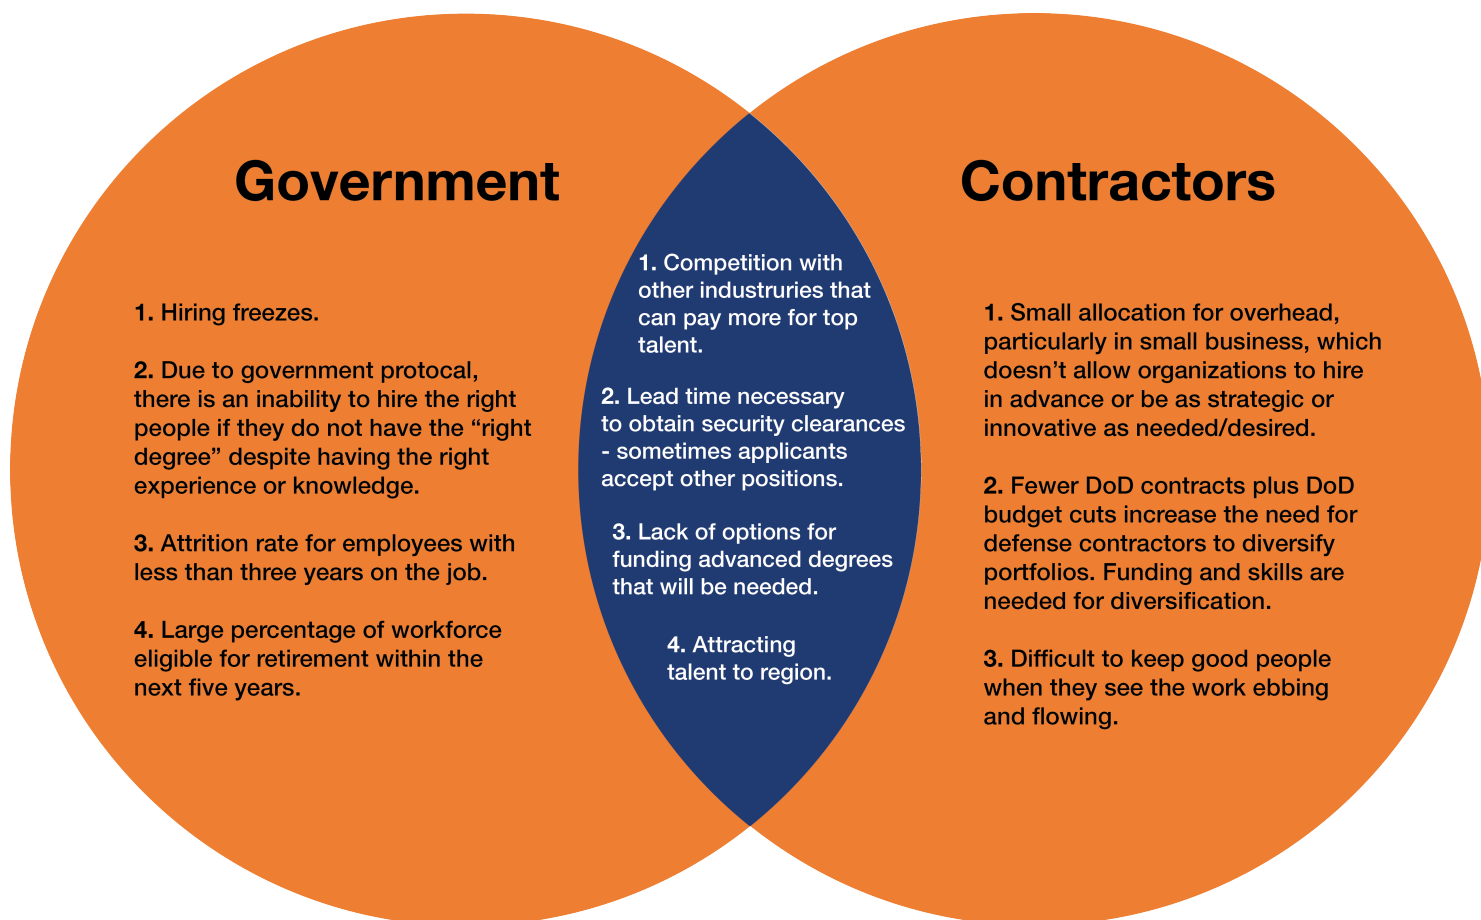 Government
1. Hiring freezes.
2. Due to government protocal,
there is an inability to hire the right
people if they do not have the “right
degree” despite having the right
experience or knowledge.
3. Attrition rate for employees with
less than three years on the job.
4. Large percentage of workforce
eligible for retirement within the
next five years.
1. Competition with
other industruries that
can pay more for top
talent.
2. Lead time necessary
to obtain security clearances
- sometimes applicants
accept other positions.
3. Lack of options for
funding advanced degrees
that will be needed.
4. Attracting
talent to region.
Contractors
1. Small allocation for overhead,
particularly in small business, which
doesn’t allow organizations to hire
in advance or be as strategic or
innovative as needed/desired.
2. Fewer DoD contracts plus DoD
budget cuts increase the need for
defense contractors to diversify
portfolios. Funding and skills are
needed for diversification.
3. Difficult to keep good people
when they see the work ebbing
and flowing.